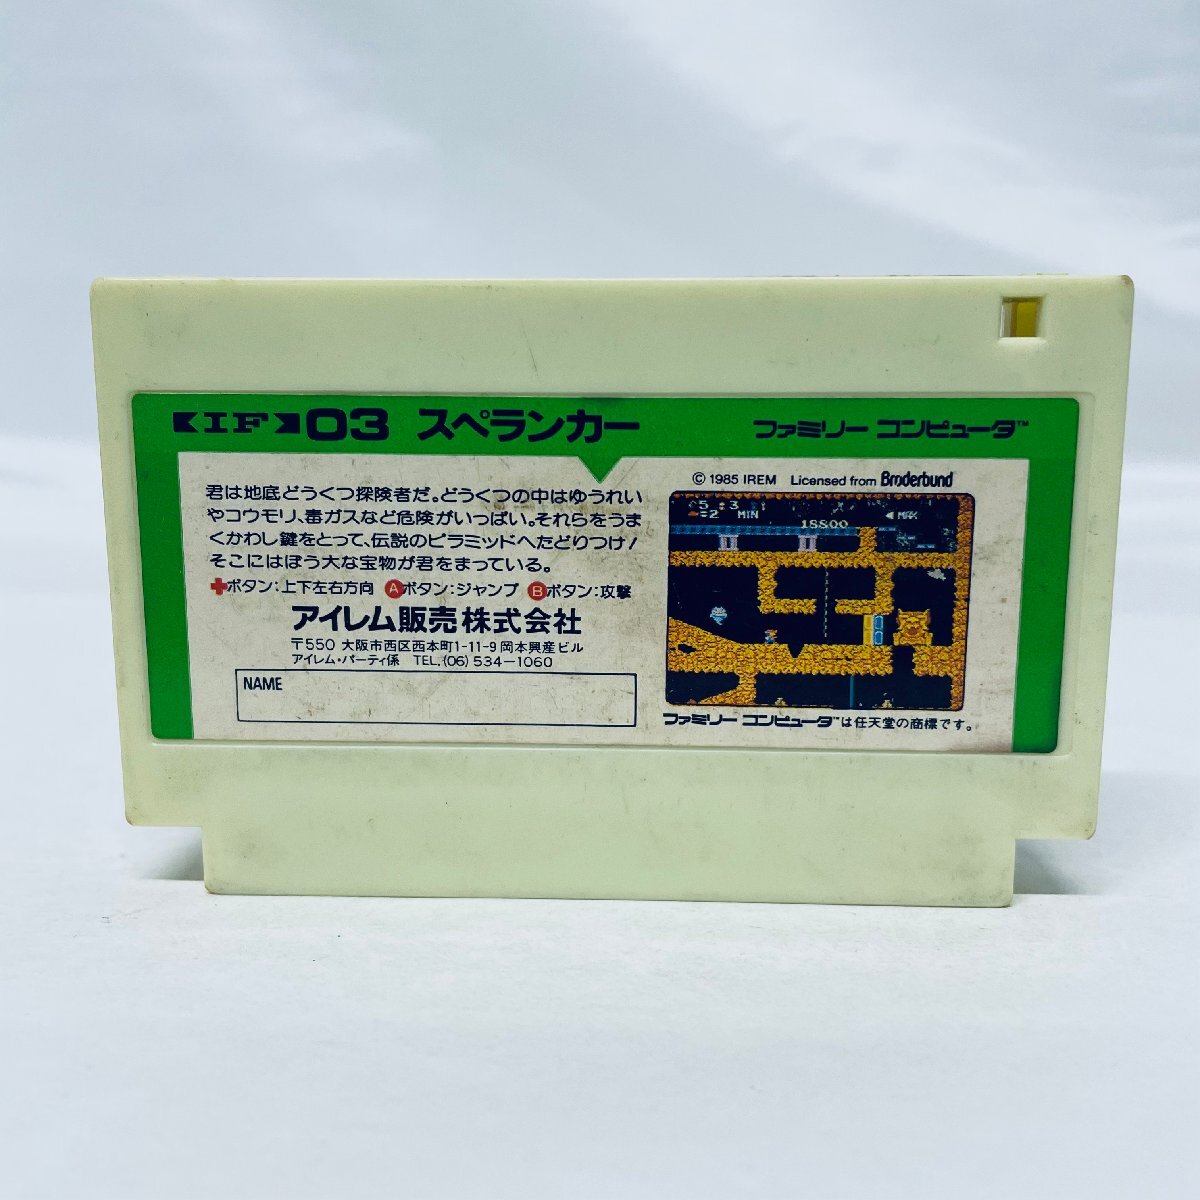 IF 03 スペランカー
ファミリー コンピュータ™
君は地底どうくつ探険者だ。どうくつの中はゆうれい
やコウモリ、毒ガスなど危険がいっぱい。それらをうま
くかわし鍵をとって、伝説のピラミッドへたどりつけ!
そこにはぼう大な宝物が君をまっている。
✚ボタン:上下左右方向 Ⓐボタン:ジャンプ Ⓑボタン:攻撃
アイレム販売株式会社
〒550 大阪市西区西本町1-11-9 岡本興産ビル
アイレム・パーティ係 TEL.(06)534-1060
NAME
© 1985 IREM Licensed from Brøderbund
MIN
18800
◀ MAX
ファミリー コンピュータ™は任天堂の商標です。